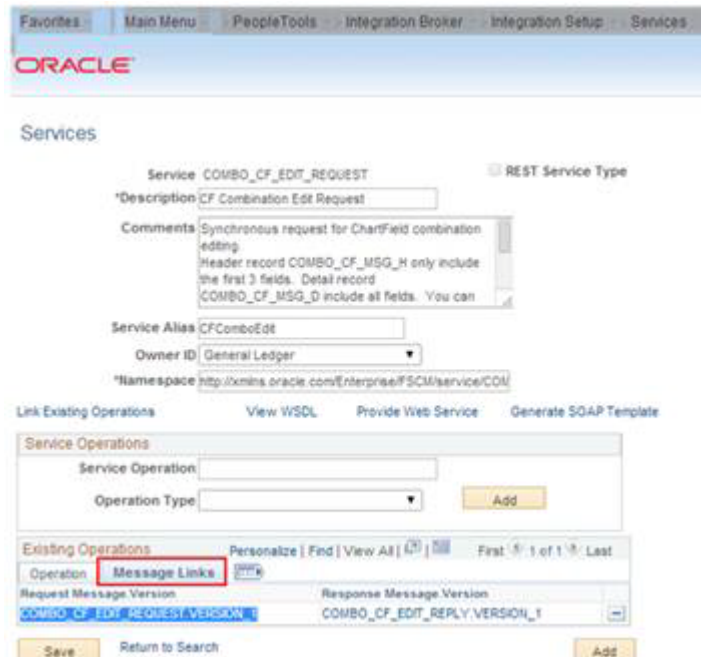 Favorites Main Menu PeopleTools Integration Broker Integration Setup Services
ORACLE
Services
Service COMBO_CF_EDIT_REQUEST REST Service Type
*Description CF Combination Edit Request
Comments Synchronous request for ChartField combination
editing.
Header record COMBO_CF_MSG_H only include
the first 3 fields. Detail record
COMBO_CF_MSG_D include all fields. You can
Service Alias CFComboEdit
Owner ID General Ledger
*Namespace http://xmlns.oracle.com/Enterprise/FSCM/service/COM
Link Existing Operations View WSDL Provide Web Service Generate SOAP Template
Service Operations
Service Operation
Operation Type Add
Existing Operations Personalize | Find | View All | First 1 of 1 Last
Operation Message Links
Request Message.Version Response Message.Version
COMBO_CF_EDIT_REQUEST.VERSION_1 COMBO_CF_EDIT_REPLY.VERSION_1
Save Return to Search Add